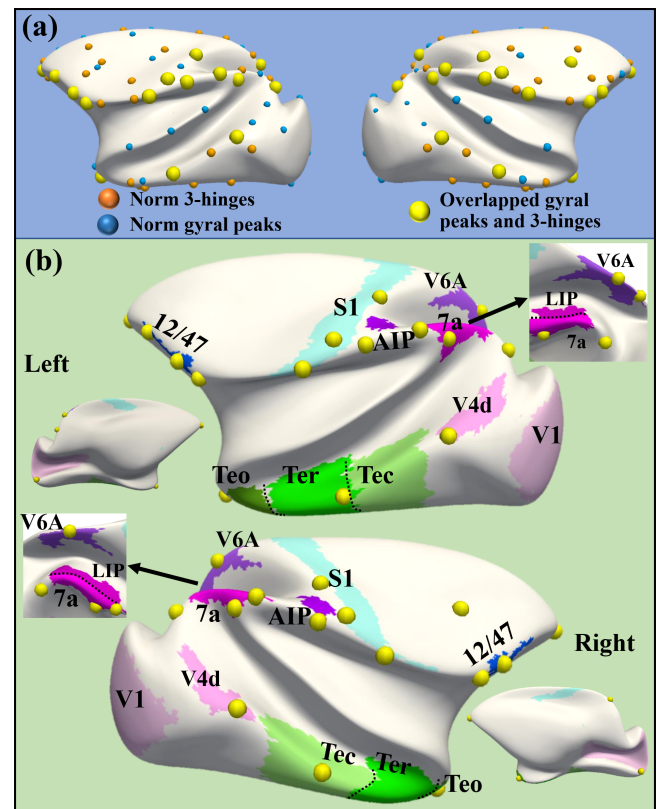 (a)
Norm 3-hinges
Norm gyral peaks
Overlapped gyral
peaks and 3-hinges
(b)
V6A
V6A
S1
LIP
7a
12/47
AIP
7a
Left
V4d
V1
Teo
Ter
Tec
V6A
V6A
S1
LIP
7a
7a
AIP
12/47
Right
V4d
V1
Tec
Ter
Teo